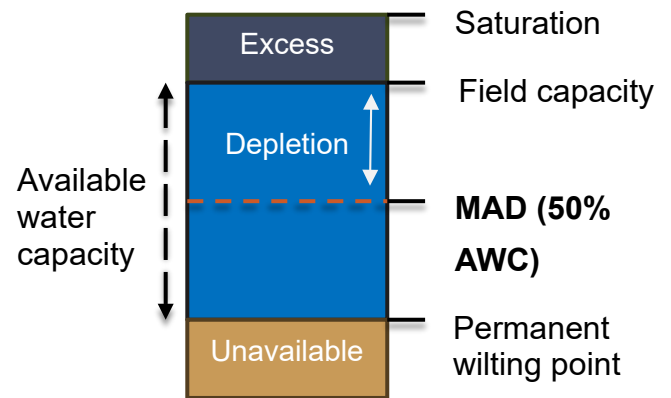 Saturation
Excess
Field capacity
Depletion
Available
water
capacity
MAD (50%
AWC)
Permanent
wilting point
Unavailable